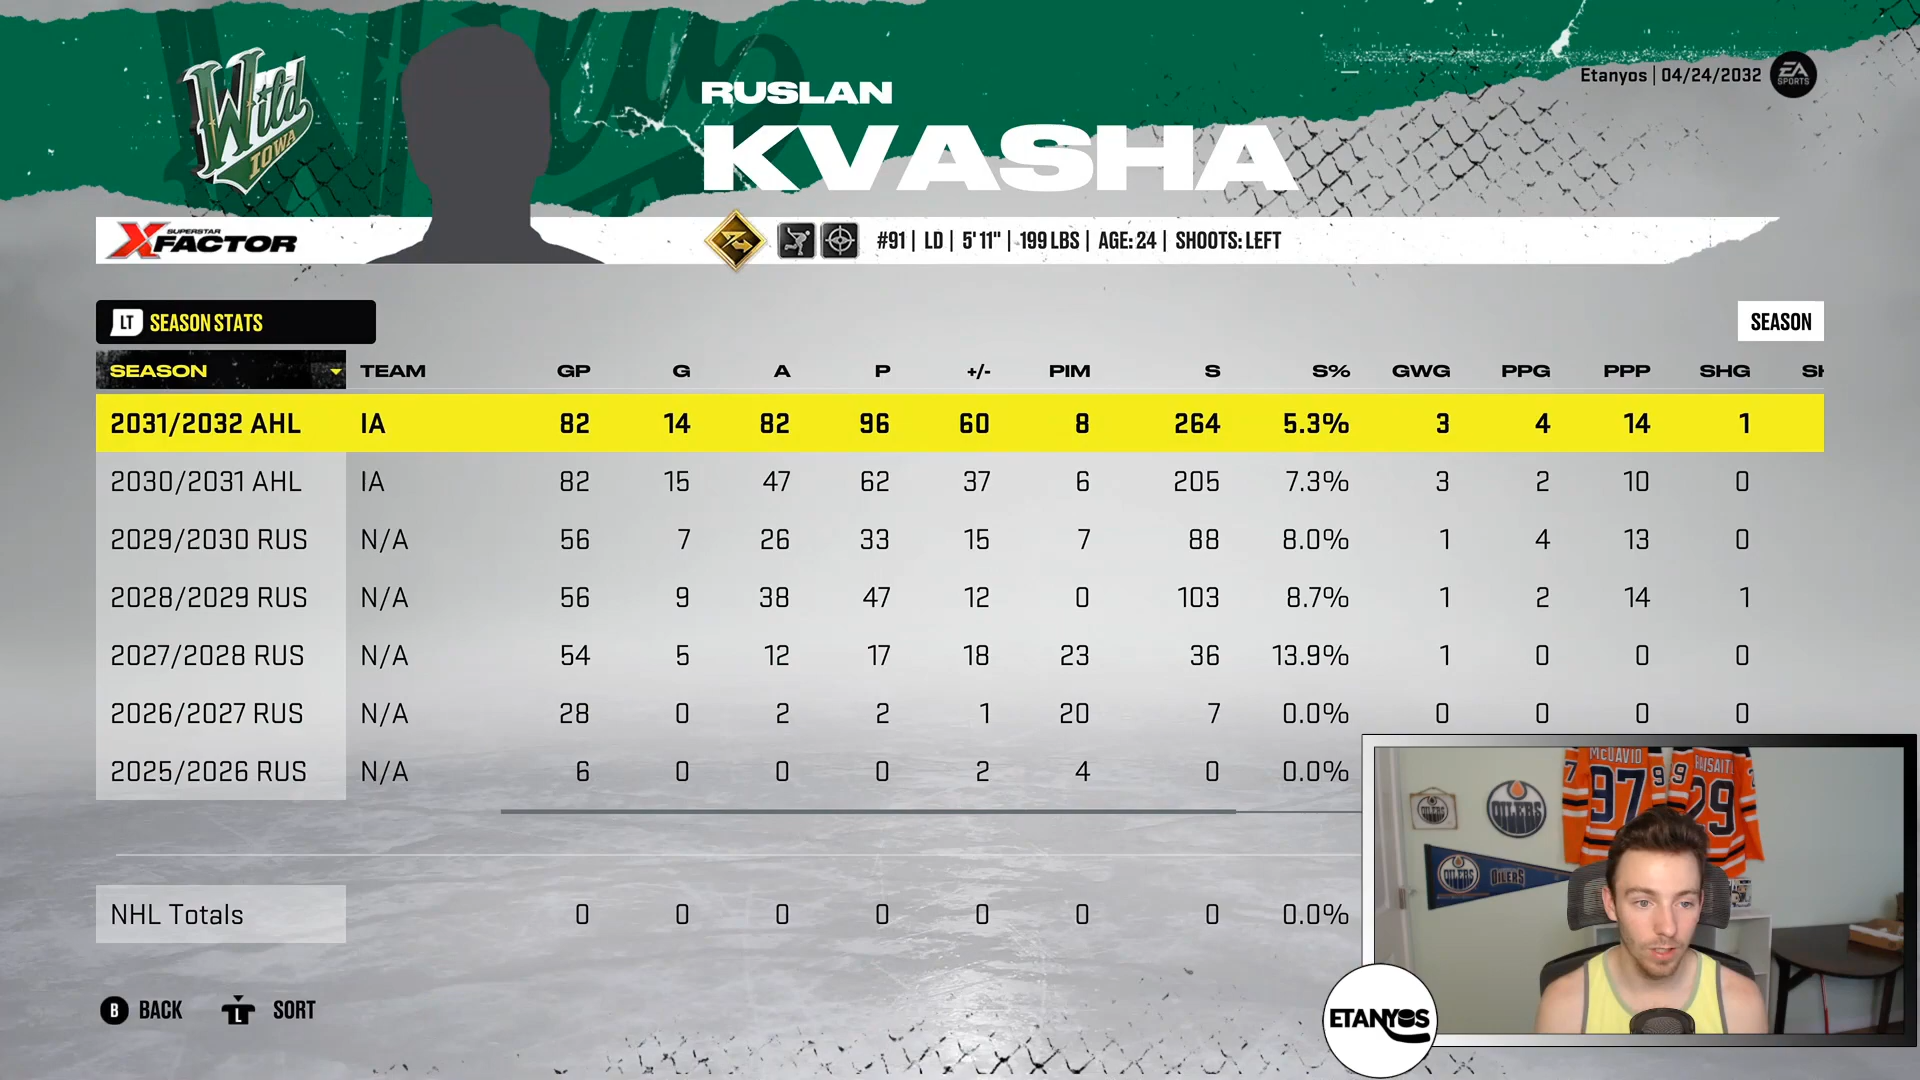 Wild
IOWA
RUSLAN
KVASHA
Etanyos | 04/24/2032
EA
SPORTS
SUPERSTAR
X FACTOR
#91 | LD | 5' 11" | 199 LBS | AGE: 24 | SHOOTS: LEFT
LT SEASON STATS
SEASON
SEASON TEAM GP G A P +/- PIM S S% GWG PPG PPP SHG SH
2031/2032 AHL IA 82 14 82 96 60 8 264 5.3% 3 4 14 1
2030/2031 AHL IA 82 15 47 62 37 6 205 7.3% 3 2 10 0
2029/2030 RUS N/A 56 7 26 33 15 7 88 8.0% 1 4 13 0
2028/2029 RUS N/A 56 9 38 47 12 0 103 8.7% 1 2 14 1
2027/2028 RUS N/A 54 5 12 17 18 23 36 13.9% 1 0 0 0
2026/2027 RUS N/A 28 0 2 2 1 20 7 0.0% 0 0 0 0
2025/2026 RUS N/A 6 0 0 0 2 4 0 0.0%
NHL Totals 0 0 0 0 0 0 0 0.0%
McDAVID
97
9
29
OILERS
OILERS
ETANYOS
B BACK L SORT